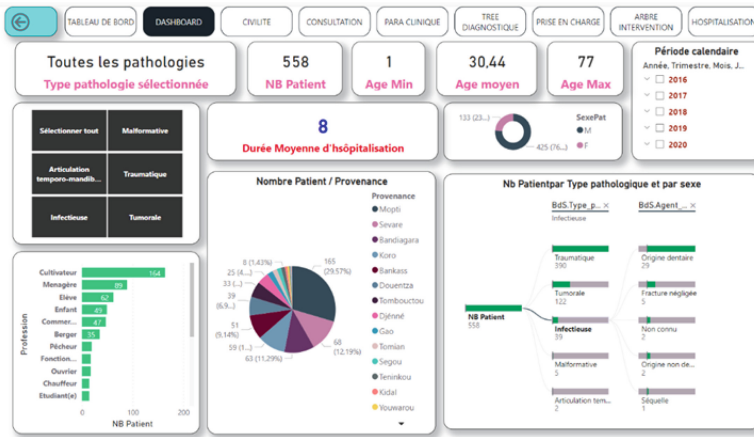 TABLEAU DE BORD
DASHBOARD
CIVILITE
CONSULTATION
PARA CLINIQUE
TREE
DIAGNOSTIQUE
PRISE EN CHARGE
ARBRE
INTERVENTION
HOSPITALISATION
Toutes les pathologies
Type pathologie sélectionnée
558
NB Patient
1
Age Min
30,44
Age moyen
77
Age Max
Période calendaire
Année, Trimestre, Mois, J...
2016
2017
2018
2019
2020
Sélectionner tout
Malformative
Articulation
temporo-mandib...
Traumatique
Infectieuse
Tumorale
8
Durée Moyenne d'hsöpitalisation
133 (23...)
425 (76...)
SexePat
M
F
Nombre Patient / Provenance
Provenance
Mopti
Sevare
Bandiagara
Koro
Bankass
Douentza
Tombouctou
Djénné
Gao
Tomian
Segou
Teninkou
Kidal
Youwarou
8 (1,43%)
25 (4...)
33 (...)
39
(6,9...)
51
(9,14%)
59 (1...)
63 (11,29%)
68
(12,19%)
165
(29,57%)
Profession
Cultivateur
164
Menagère
89
Elève
62
Enfant
49
Commer...
47
Berger
35
Pêcheur
Fonction...
Ouvrier
Chauffeur
Etudiant(e)
0
100
200
NB Patient
Nb Patientpar Type pathologique et par sexe
BdS.Type_p...
Infectieuse
BdS.Agent_...
NB Patient
558
Traumatique
390
Tumorale
122
Infectieuse
39
Malformative
5
Articulation tem...
2
Origine dentaire
29
Fracture négligée
5
Non connu
2
Origine non de...
2
Séquelle
1